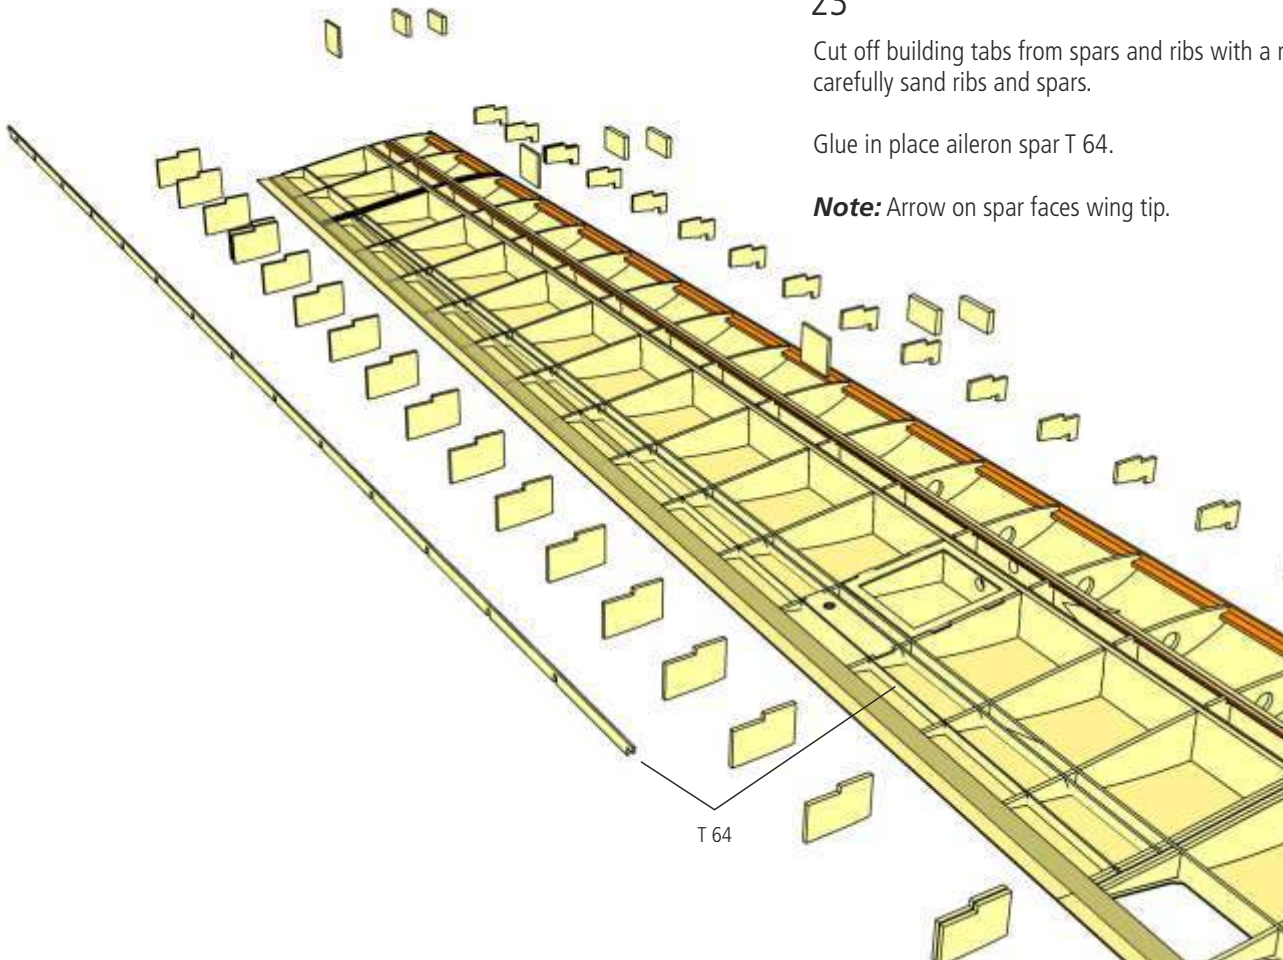 23
Cut off building tabs from spars and ribs with a
carefully sand ribs and spars.
Glue in place aileron spar T 64.
Note: Arrow on spar faces wing tip.
T 64